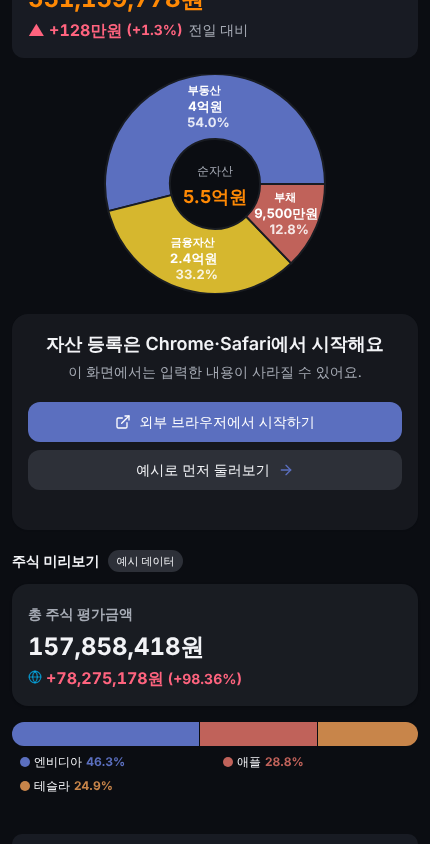 551,159,778원
▲ +128만원 (+1.3%) 전일 대비
부동산
4억원
54.0%
순자산
5.5억원
부채
9,500만원
12.8%
금융자산
2.4억원
33.2%
자산 등록은 Chrome·Safari에서 시작해요
이 화면에서는 입력한 내용이 사라질 수 있어요.
외부 브라우저에서 시작하기
예시로 먼저 둘러보기 →
주식 미리보기 예시 데이터
총 주식 평가금액
157,858,418원
+78,275,178원 (+98.36%)
엔비디아 46.3% 애플 28.8%
테슬라 24.9%